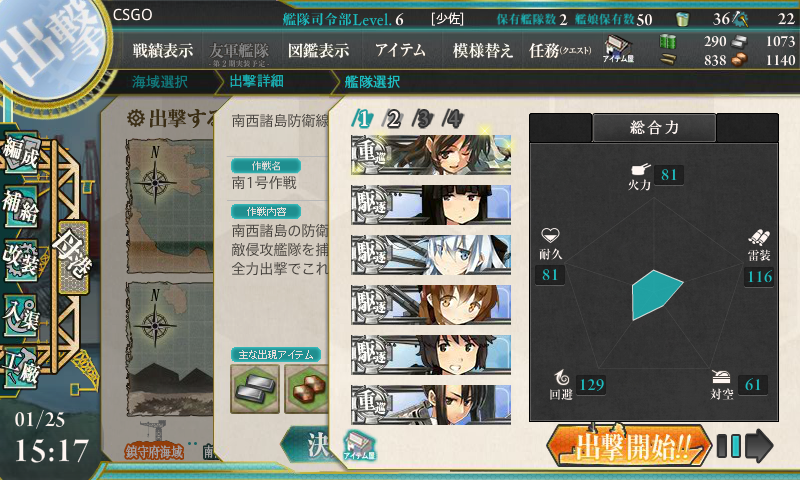 出撃
CSGO
艦隊司令部Level. 6
[少佐]
保有艦隊数 2
艦娘保有数 50
36
22
戦績表示
友軍艦隊
-第2期実装予定-
図鑑表示
アイテム
模様替え
任務(クエスト)
アイテム屋
290
1073
838
1140
海域選択
出撃詳細
艦隊選択
編成
補給
改装
入渠
工廠
母港
出撃する
N
N
鎮守府海域
南
南西諸島防衛線
作戦名
南1号作戦
作戦内容
南西諸島の防衛
敵侵攻艦隊を捕
全力出撃でこれ
主な出現アイテム
決
アイテム屋
1 2 3 4
重巡
駆逐
駆逐
駆逐
駆逐
重巡
総合力
火力 81
耐久
81
雷装
116
回避 129
対空 61
出撃開始!!
01/25
15:17